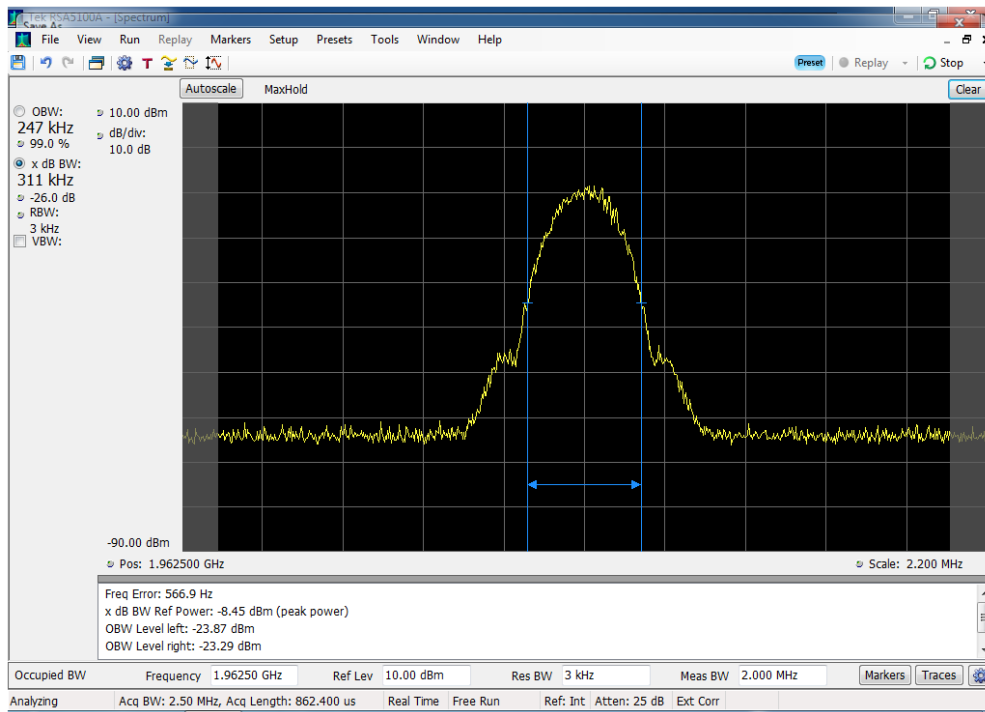 Tek RSA5100A - [Spectrum]
Save As
File View Run Replay Markers Setup Presets Tools Window Help
T Preset Replay Stop
Autoscale MaxHold Clear
OBW:
247 kHz
99.0 %
x dB BW:
311 kHz
-26.0 dB
RBW:
3 kHz
VBW:
10.00 dBm
dB/div:
10.0 dB
-90.00 dBm
Pos: 1.962500 GHz Scale: 2.200 MHz
Freq Error: 566.9 Hz
x dB BW Ref Power: -8.45 dBm (peak power)
OBW Level left: -23.87 dBm
OBW Level right: -23.29 dBm
Occupied BW Frequency 1.96250 GHz Ref Lev 10.00 dBm Res BW 3 kHz Meas BW 2.000 MHz Markers Traces
Analyzing Acq BW: 2.50 MHz, Acq Length: 862.400 us Real Time Free Run Ref: Int Atten: 25 dB Ext Corr